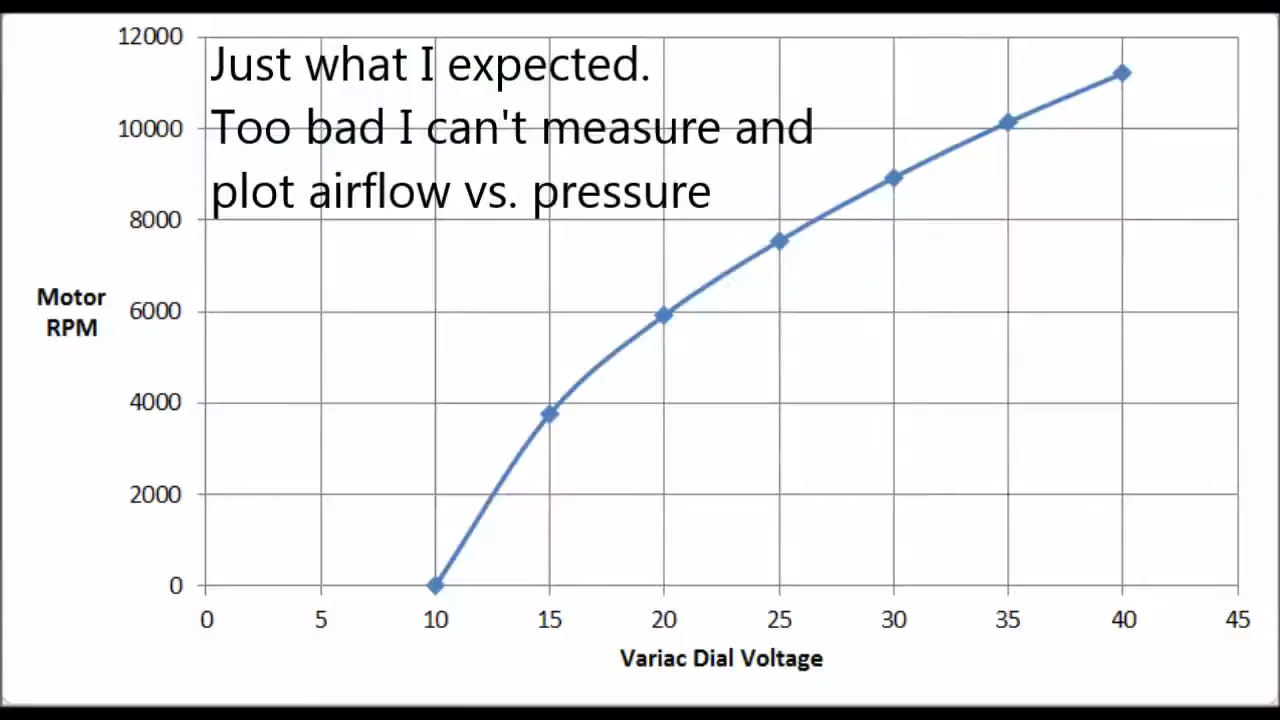 12000
Just what I expected.
10000
Too bad I can't measure and
plot airflow vs. pressure
8000
Motor
RPM
6000
4000
2000
0
0 5 10 15 20 25 30 35 40 45
Variac Dial Voltage